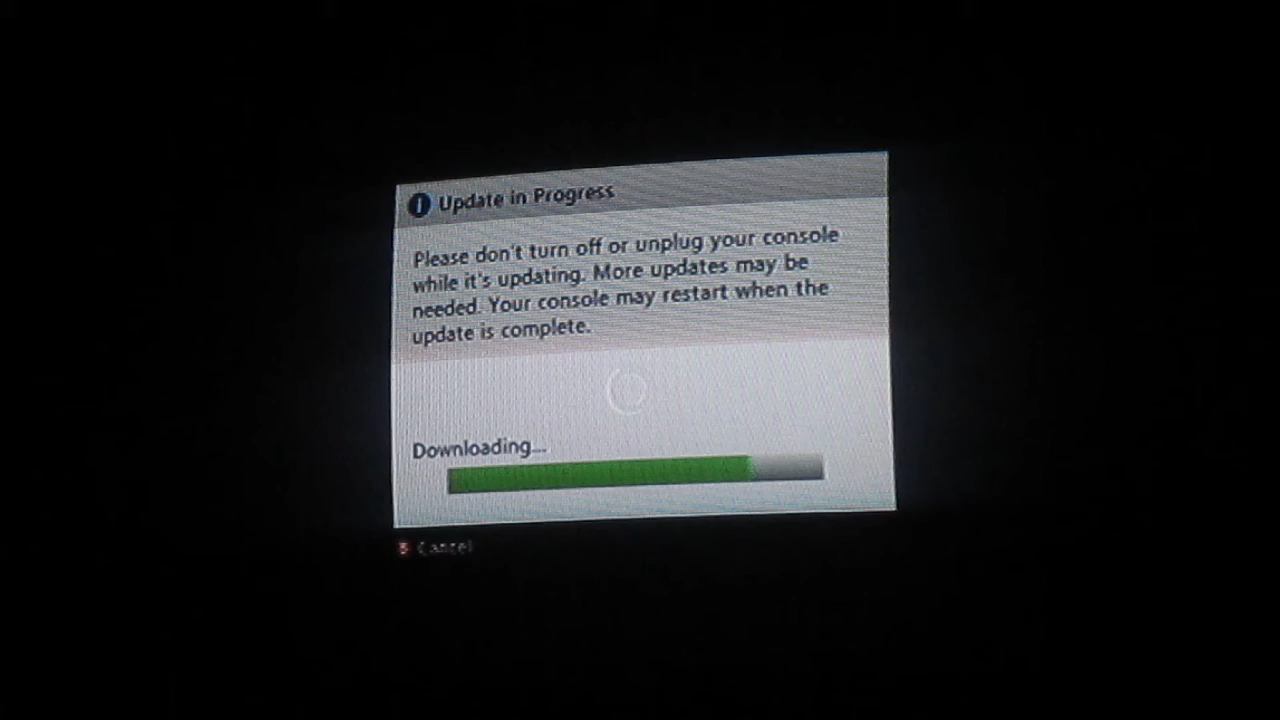 Update in Progress
Please don't turn off or unplug your console
while it's updating. More updates may be
needed. Your console may restart when the
update is complete.
Downloading...
B Cancel